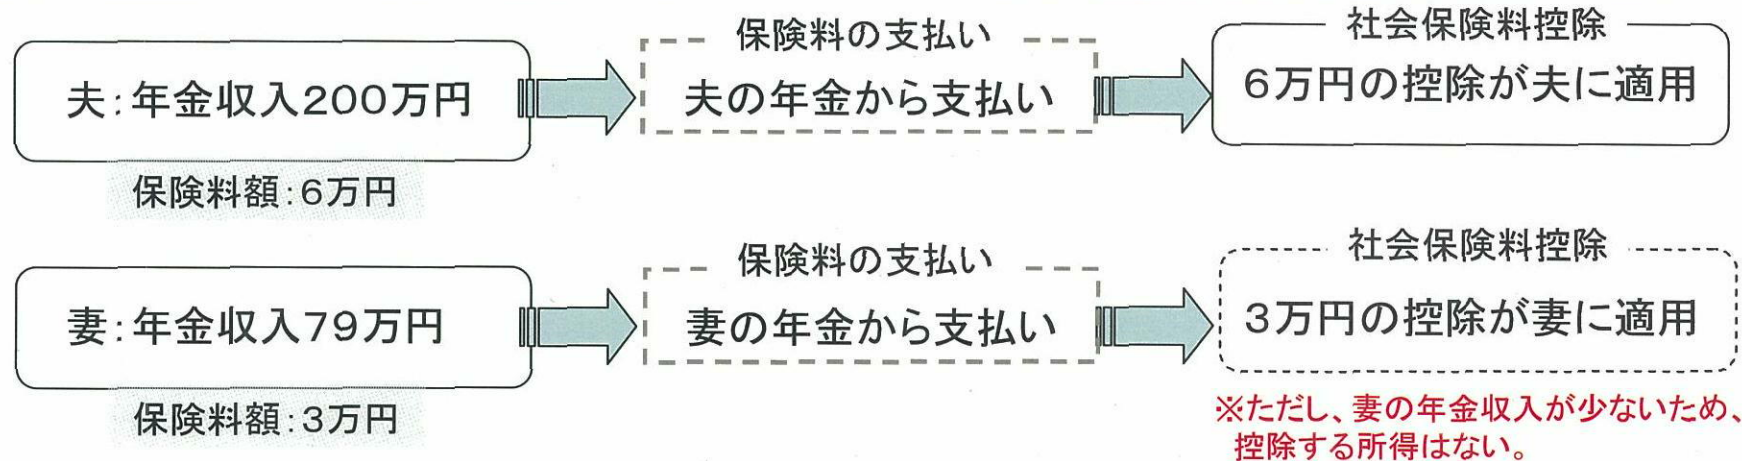 夫:年金収入200万円
保険料額:6万円
保険料の支払い
夫の年金から支払い
社会保険料控除
6万円の控除が夫に適用
妻:年金収入79万円
保険料額:3万円
保険料の支払い
妻の年金から支払い
社会保険料控除
3万円の控除が妻に適用
※ただし、妻の年金収入が少ないため、
控除する所得はない。